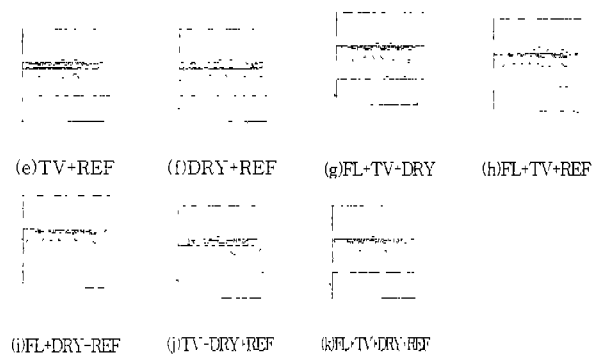 (e)TV+REF
(f)DRY+REF
(g)FL+TV+DRY
(h)FL+TV+REF
(i)FL+DRY-REF
(j)TV-DRY+REF
(k)FL+TV+DRY+REF